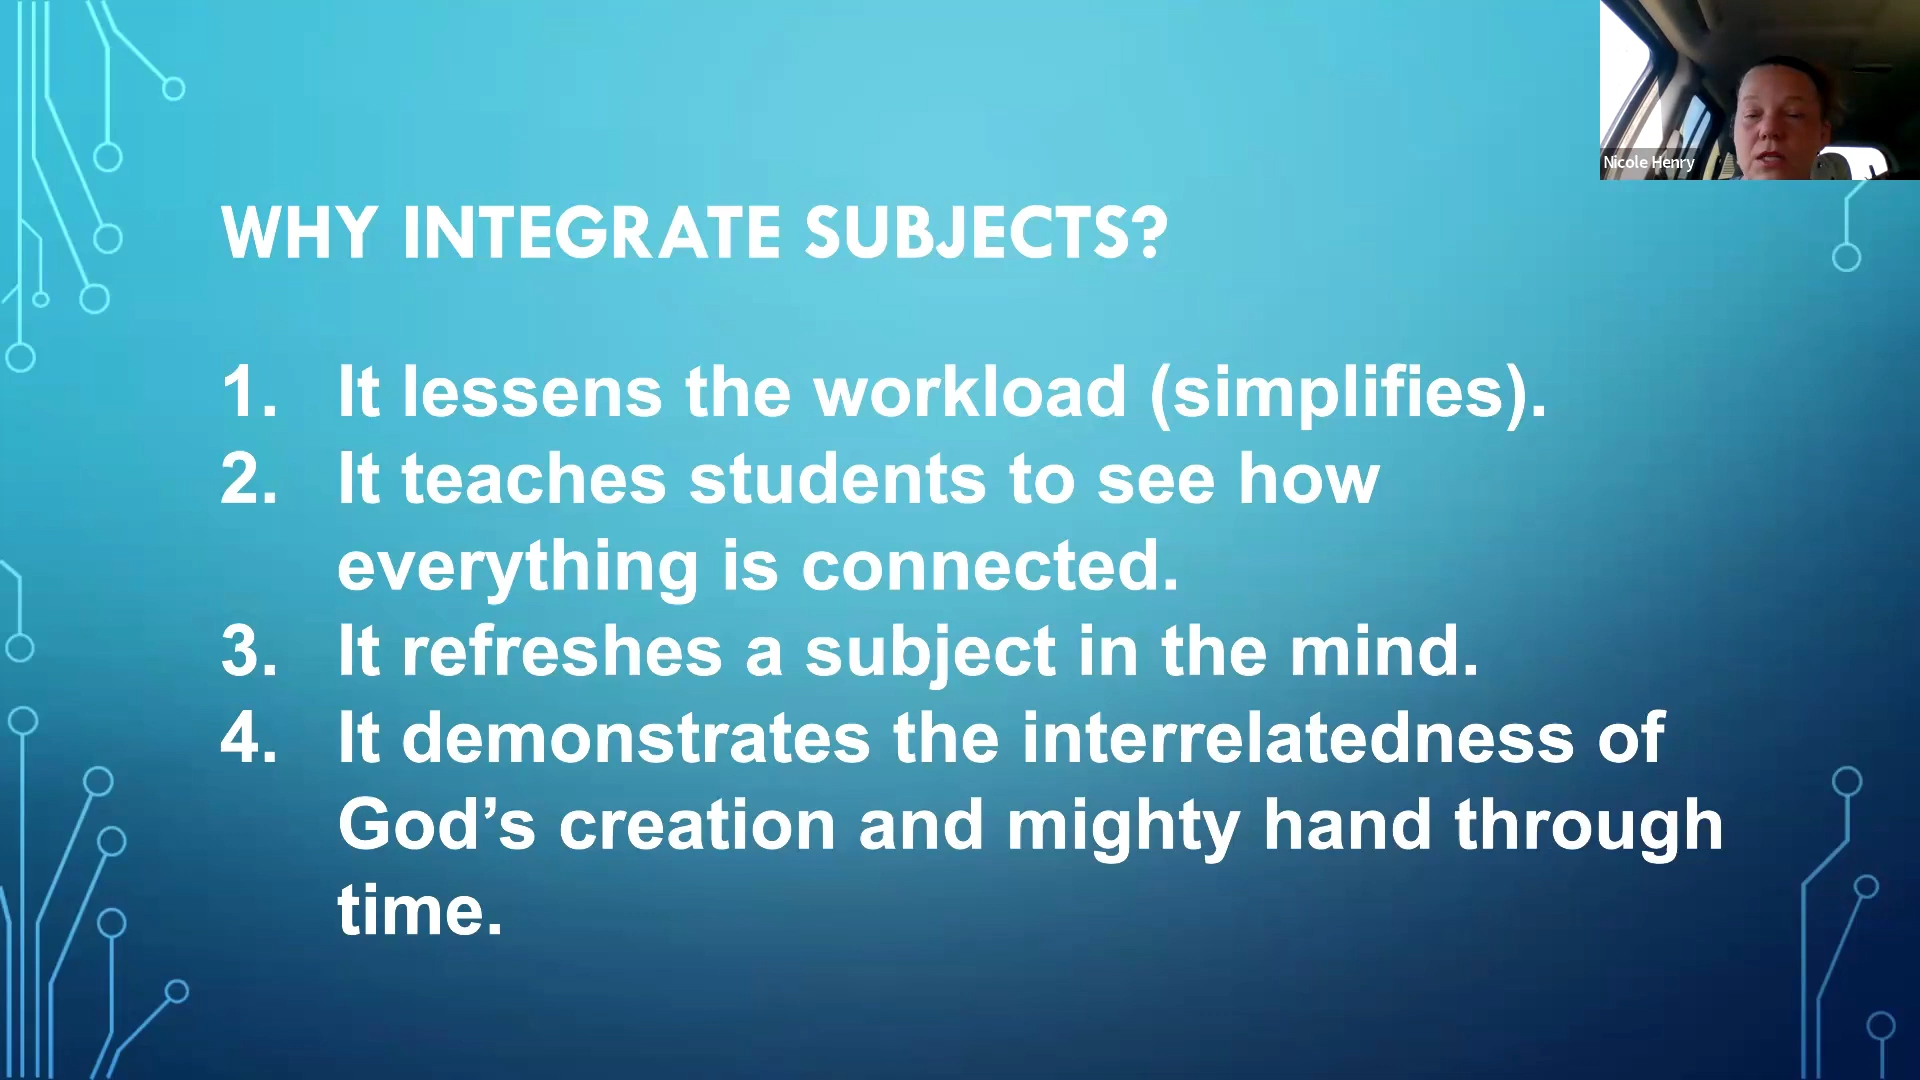 Nicole Henry
WHY INTEGRATE SUBJECTS?
1. It lessens the workload (simplifies).
2. It teaches students to see how
everything is connected.
3. It refreshes a subject in the mind.
4. It demonstrates the interrelatedness of
God’s creation and mighty hand through
time.